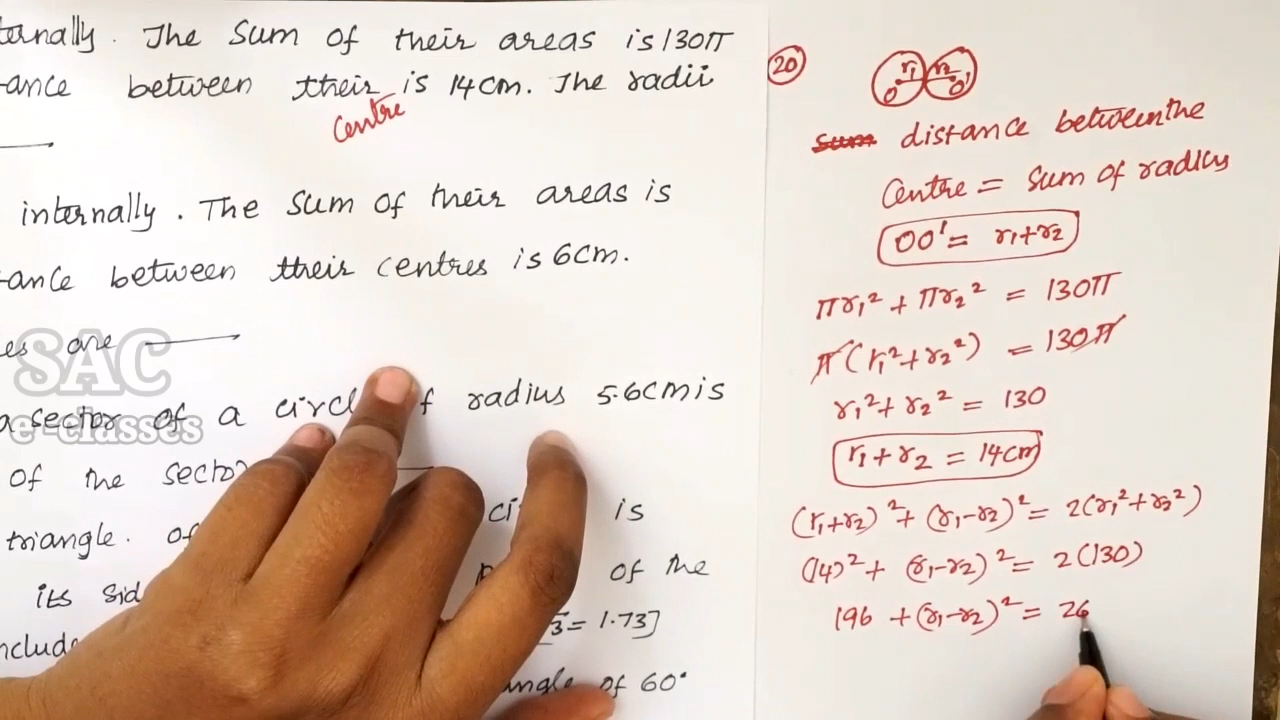 ternally. The Sum of their areas is 130π
ance between their is 14cm. The radii
Centre
internally. The Sum of their areas is
ance between their centres is 6cm.
es are
a sector of a circl f radius 5.6cm is
of the sector
ci is
triangle. of
its sid of the
3 = 1.73]
nclude
angle of 60°
SAC
e-classes
20
r₁ r₂
O O'
Sum distance between the
Centre = Sum of radius
OO' = r₁+r₂
πr₁² + πr₂² = 130π
π(r₁²+r₂²) = 130π
r₁²+r₂² = 130
r₁+r₂ = 14cm
(r₁+r₂)² + (r₁-r₂)² = 2(r₁²+r₂²)
(14)² + (r₁-r₂)² = 2(130)
196 + (r₁-r₂)² = 26